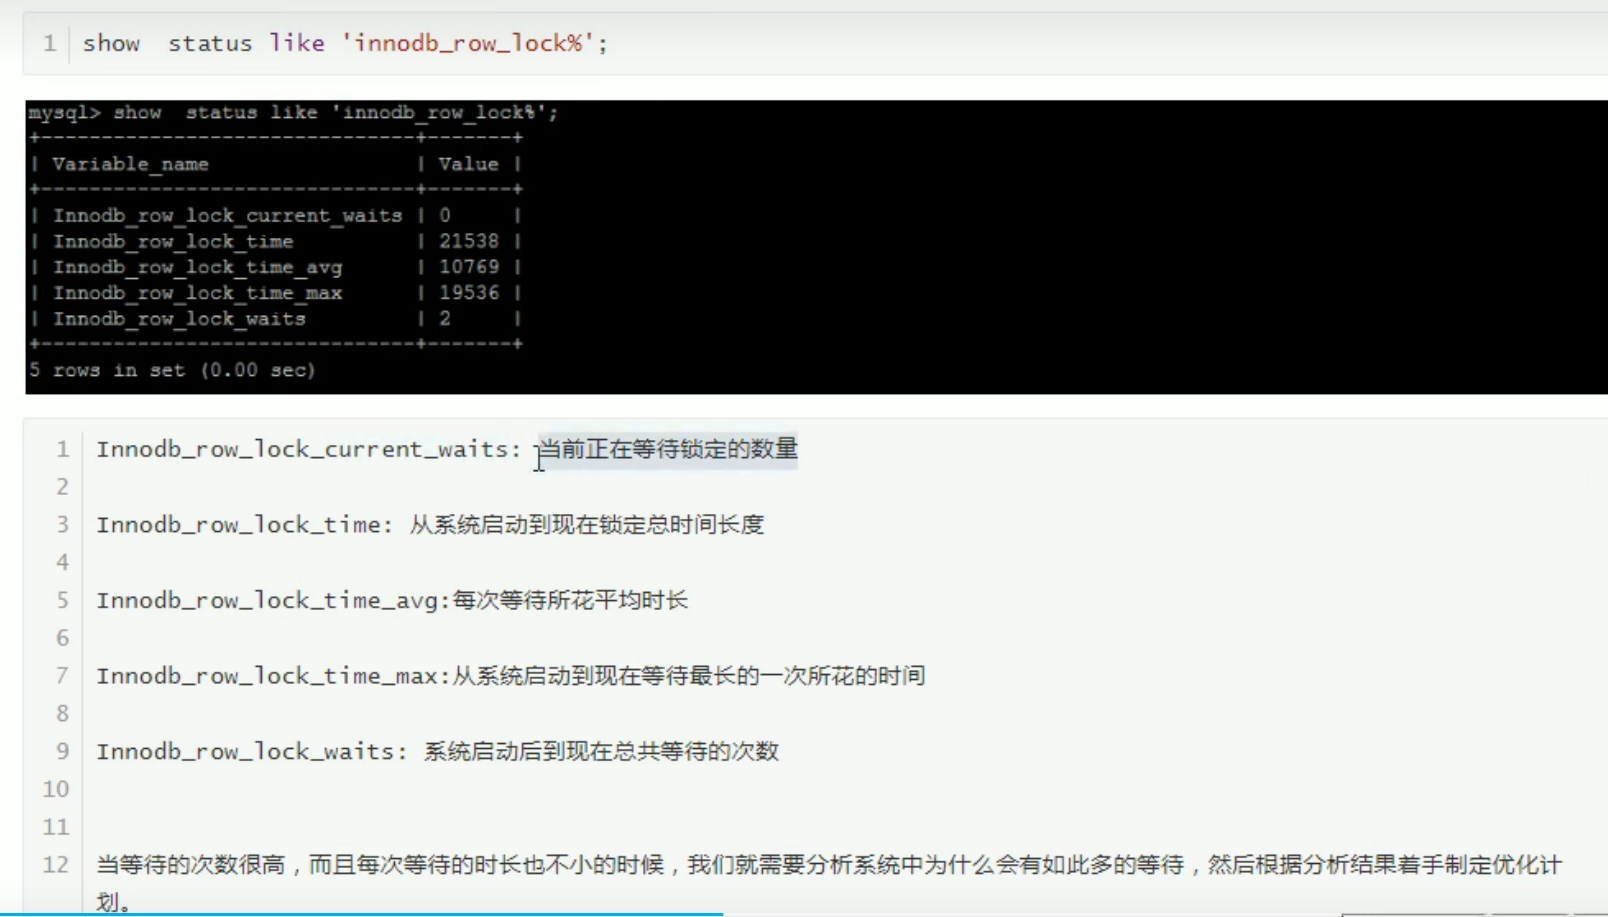 1 show  status like 'innodb_row_lock%';
mysql> show  status like 'innodb_row_lock%';
+-------------------------------+-------+
| Variable_name                 | Value |
+-------------------------------+-------+
| Innodb_row_lock_current_waits | 0     |
| Innodb_row_lock_time          | 21538 |
| Innodb_row_lock_time_avg      | 10769 |
| Innodb_row_lock_time_max      | 19536 |
| Innodb_row_lock_waits         | 2     |
+-------------------------------+-------+
5 rows in set (0.00 sec)
1 Innodb_row_lock_current_waits: 当前正在等待锁定的数量
2
3 Innodb_row_lock_time: 从系统启动到现在锁定总时间长度
4
5 Innodb_row_lock_time_avg:每次等待所花平均时长
6
7 Innodb_row_lock_time_max:从系统启动到现在等待最长的一次所花的时间
8
9 Innodb_row_lock_waits: 系统启动后到现在总共等待的次数
10
11
12 当等待的次数很高，而且每次等待的时长也不小的时候，我们就需要分析系统中为什么会有如此多的等待，然后根据分析结果着手制定优化计
划。